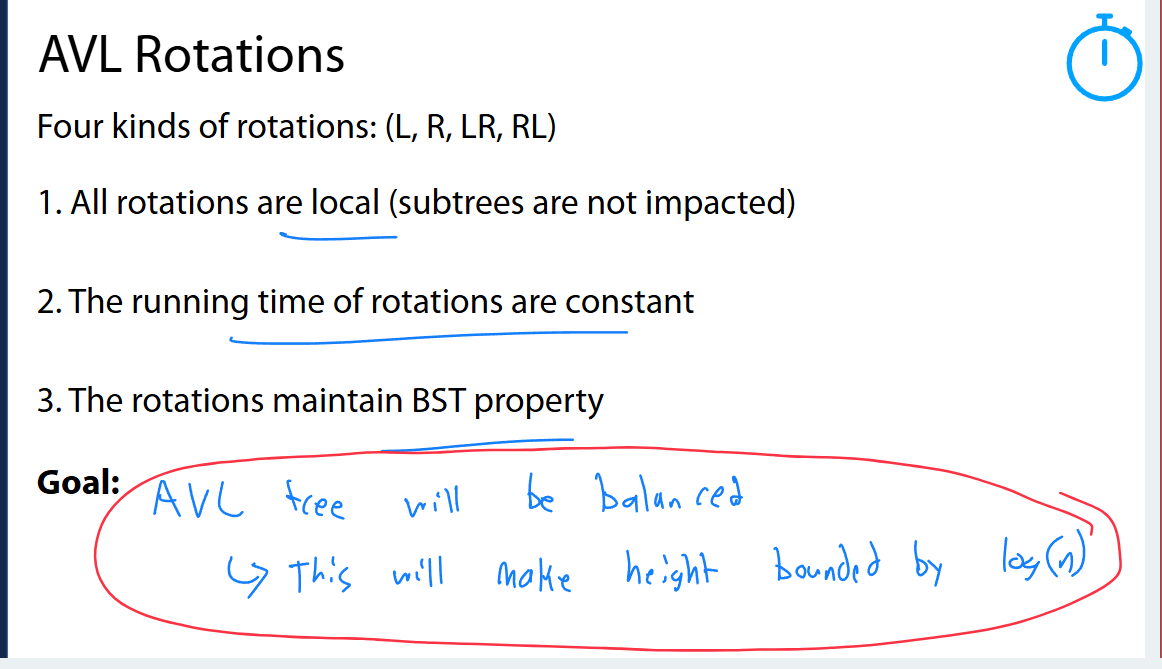 AVL Rotations
Four kinds of rotations: (L, R, LR, RL)
1. All rotations are local (subtrees are not impacted)
2. The running time of rotations are constant
3. The rotations maintain BST property
Goal: AVL tree will be balanced
↳ This will make height bounded by log(n)